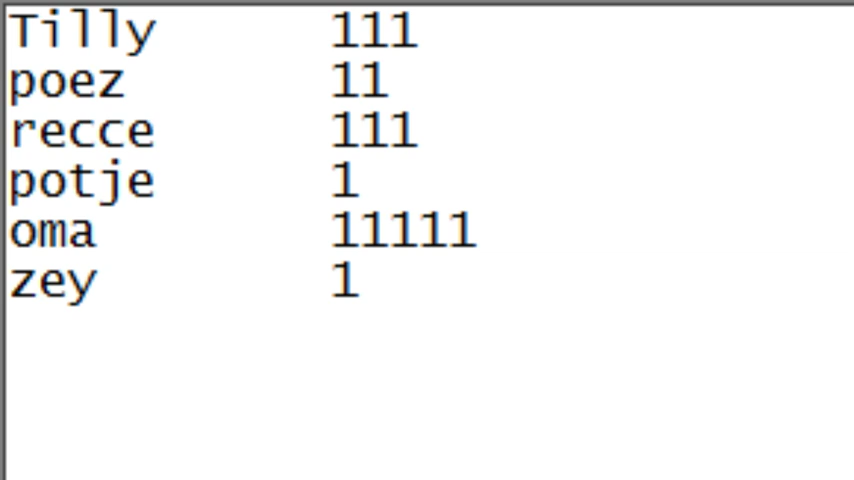 Tilly 111
poez 11
recce 111
potje 1
oma 11111
zey 1